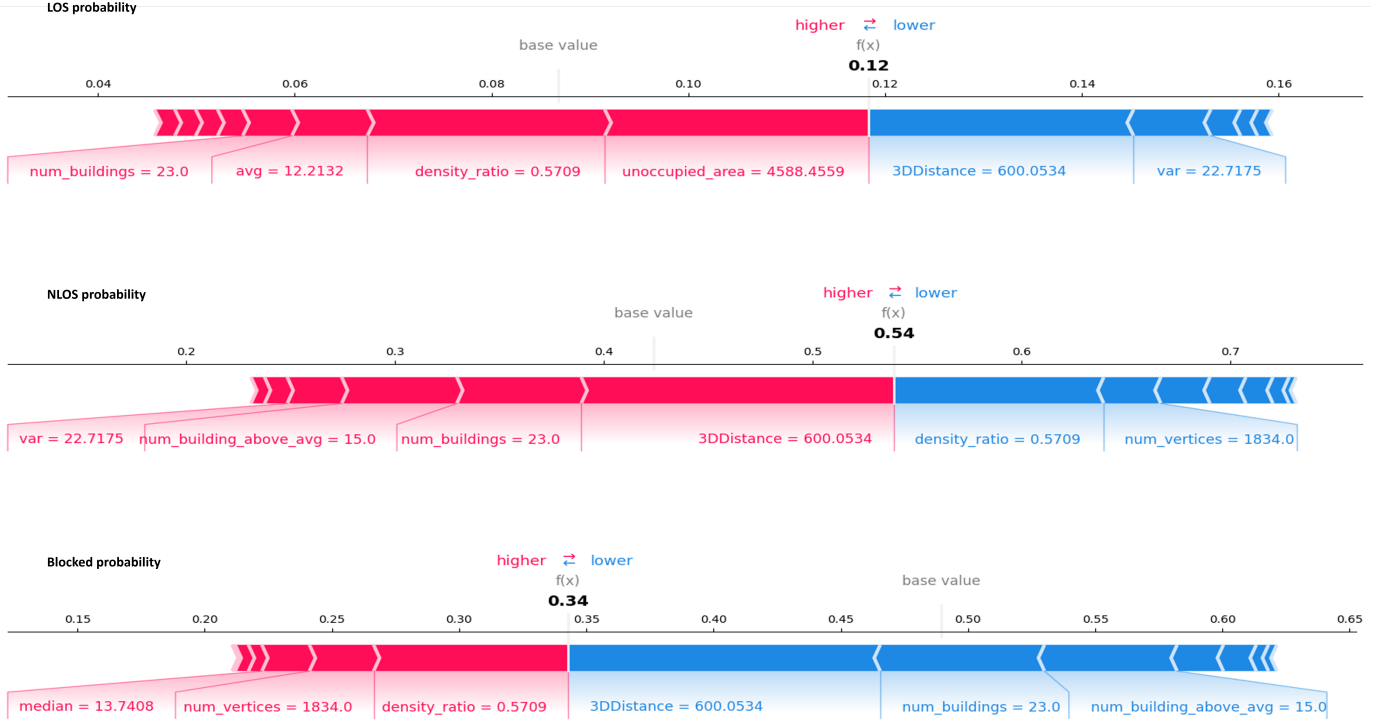 LOS probability
higher ⇄ lower
base value f(x)
0.12
0.04 0.06 0.08 0.10 0.12 0.14 0.16
num_buildings = 23.0 avg = 12.2132 density_ratio = 0.5709 unoccupied_area = 4588.4559 3DDistance = 600.0534 var = 22.7175
NLOS probability
higher ⇄ lower
base value f(x)
0.54
0.2 0.3 0.4 0.5 0.6 0.7
var = 22.7175 num_building_above_avg = 15.0 num_buildings = 23.0 3DDistance = 600.0534 density_ratio = 0.5709 num_vertices = 1834.0
Blocked probability
higher ⇄ lower
f(x) base value
0.34
0.15 0.20 0.25 0.30 0.35 0.40 0.45 0.50 0.55 0.60 0.65
median = 13.7408 num_vertices = 1834.0 density_ratio = 0.5709 3DDistance = 600.0534 num_buildings = 23.0 num_building_above_avg = 15.0